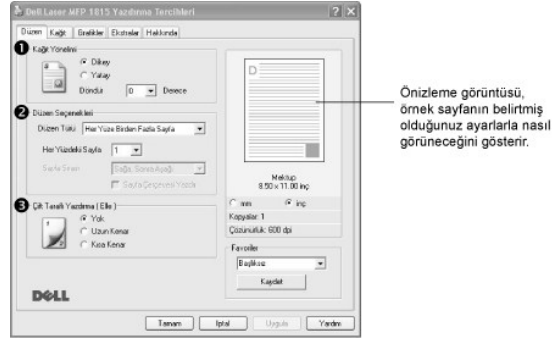 Dell Laser MFP 1815 Yazdırma Tercihleri
Düzen Kağıt Grafikler Ekstralar Hakkında
1 Kağıt Yönelimi
Dikey
Yatay
Döndür 0 Derece
2 Düzen Seçenekleri
Düzen Türü Her Yüze Birden Fazla Sayfa
Her Yüzdeki Sayfa 1
Sayfa Sırası Sağa, Sonra Aşağı
Sayfa Çerçevesi Yazdır
3 Çift Taraflı Yazdırma ( Elle )
Yok
Uzun Kenar
Kısa Kenar
Mektup
8.50 x 11.00 inç
mm inç
Kopyalar: 1
Çözünürlük: 600 dpi
Favoriler
Başlıksız
Kaydet
DELL
Tamam İptal Uygula Yardım
Önizleme görüntüsü,
örnek sayfanın belirtmiş
olduğunuz ayarlarla nasıl
görüneceğini gösterir.